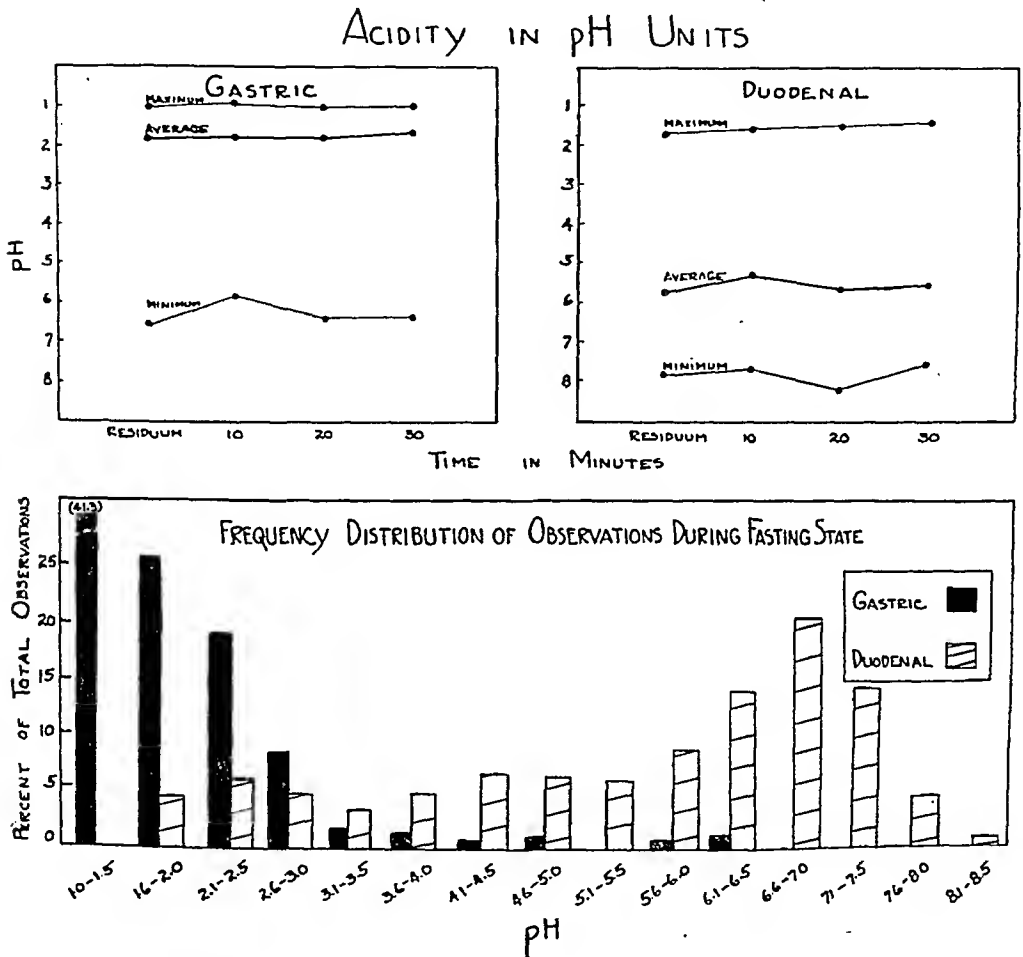 ACIDITY IN pH UNITS
GASTRIC
MAXIMUM
AVERAGE
MINIMUM
pH
1
2
3
4
5
6
7
8
RESIDUUM 10 20 30
DUODENAL
MAXIMUM
AVERAGE
MINIMUM
1
2
3
4
5
6
7
8
RESIDUUM 10 20 30
TIME IN MINUTES
FREQUENCY DISTRIBUTION OF OBSERVATIONS DURING FASTING STATE
(41.3)
PERCENT OF TOTAL OBSERVATIONS
25
20
15
10
5
0
GASTRIC
DUODENAL
1.0-1.5 1.6-2.0 2.1-2.5 2.6-3.0 3.1-3.5 3.6-4.0 4.1-4.5 4.6-5.0 5.1-5.5 5.6-6.0 6.1-6.5 6.6-7.0 7.1-7.5 7.6-8.0 8.1-8.5
pH